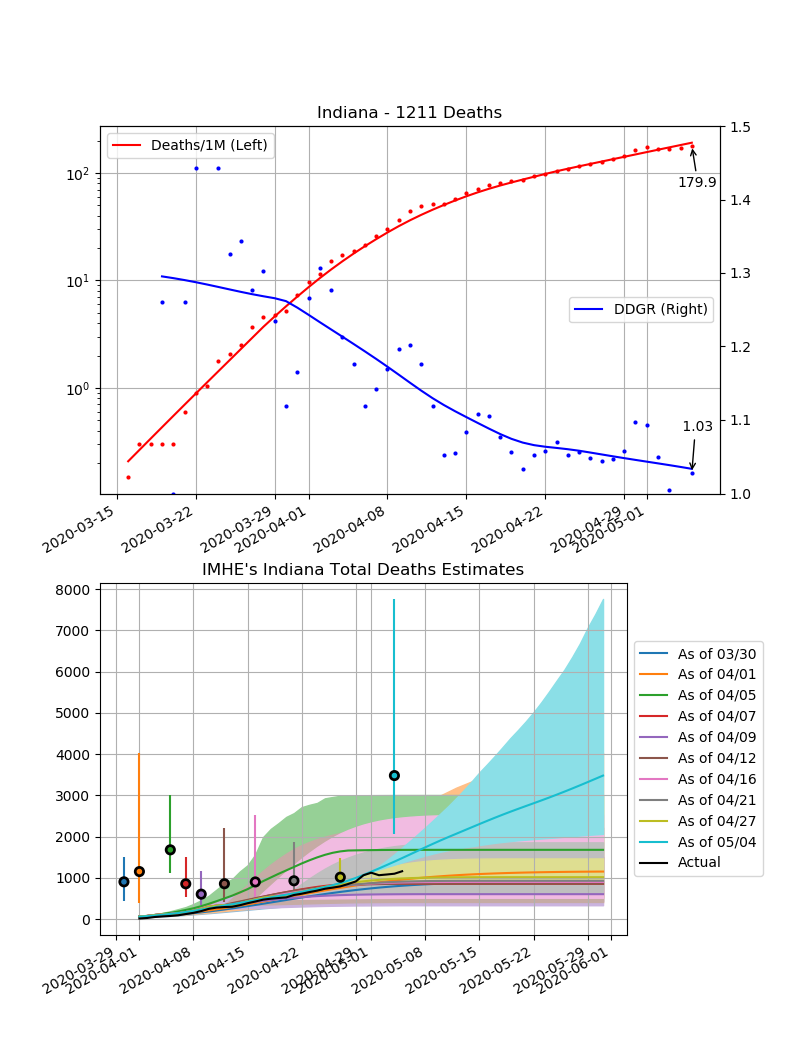 Indiana - 1211 Deaths
Deaths/1M (Left)
DDGR (Right)
179.9
1.03
10²
10¹
10⁰
1.5
1.4
1.3
1.2
1.1
1.0
2020-03-15
2020-03-22
2020-03-29
2020-04-01
2020-04-08
2020-04-15
2020-04-22
2020-04-29
2020-05-01
IMHE's Indiana Total Deaths Estimates
8000
7000
6000
5000
4000
3000
2000
1000
0
2020-03-29
2020-04-01
2020-04-08
2020-04-15
2020-04-22
2020-04-29
2020-05-01
2020-05-08
2020-05-15
2020-05-22
2020-05-29
2020-06-01
As of 03/30
As of 04/01
As of 04/05
As of 04/07
As of 04/09
As of 04/12
As of 04/16
As of 04/21
As of 04/27
As of 05/04
Actual